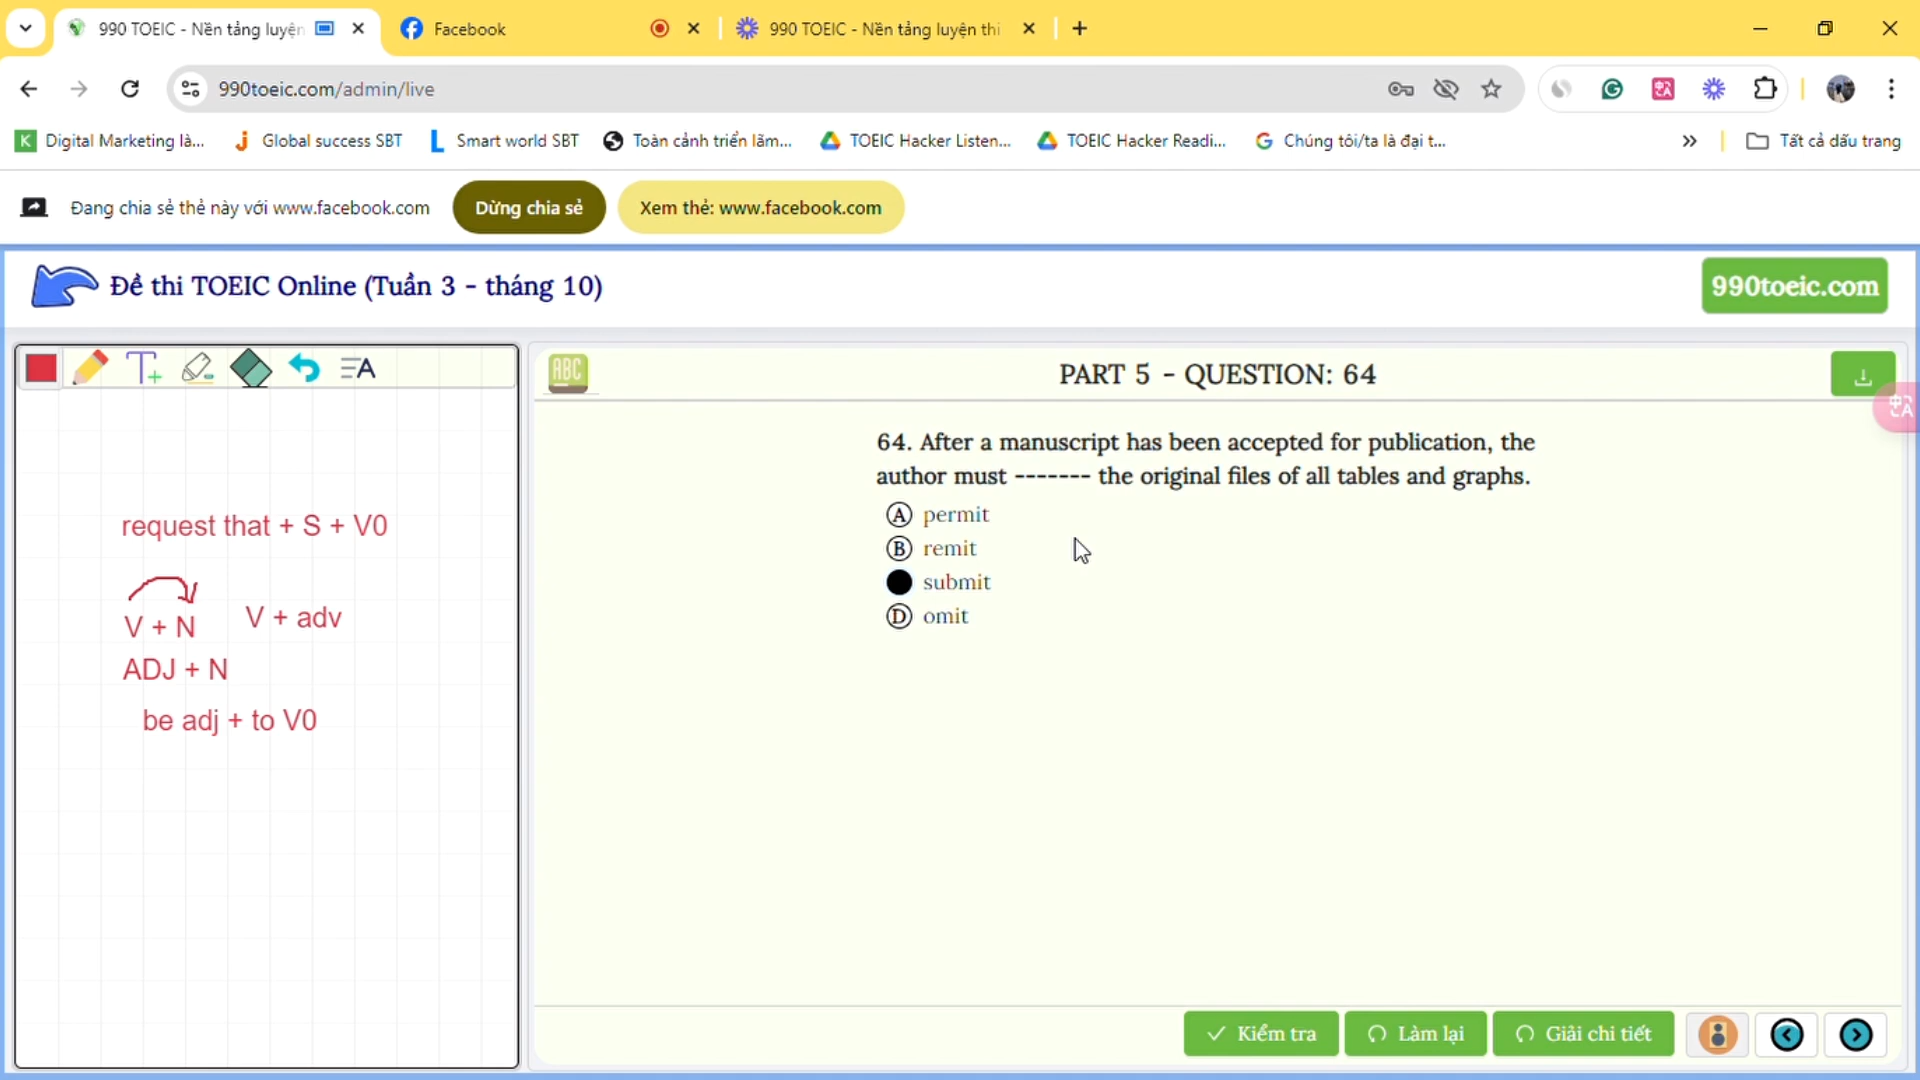 990 TOEIC - Nền tảng luyện
Facebook
990 TOEIC - Nền tảng luyện thi
990toeic.com/admin/live
K Digital Marketing là...
Global success SBT
Smart world SBT
Toàn cảnh triển lãm...
TOEIC Hacker Listen...
TOEIC Hacker Readi...
Chúng tôi/ta là đại t...
Tất cả dấu trang
Đang chia sẻ thẻ này với www.facebook.com
Dừng chia sẻ
Xem thẻ: www.facebook.com
Đề thi TOEIC Online (Tuần 3 - tháng 10)
990toeic.com
ABC
PART 5 - QUESTION: 64
64. After a manuscript has been accepted for publication, the
author must ------- the original files of all tables and graphs.
A permit
B remit
submit
D omit
request that + S + V0
V + N
V + adv
ADJ + N
be adj + to V0
Kiểm tra
Làm lại
Giải chi tiết